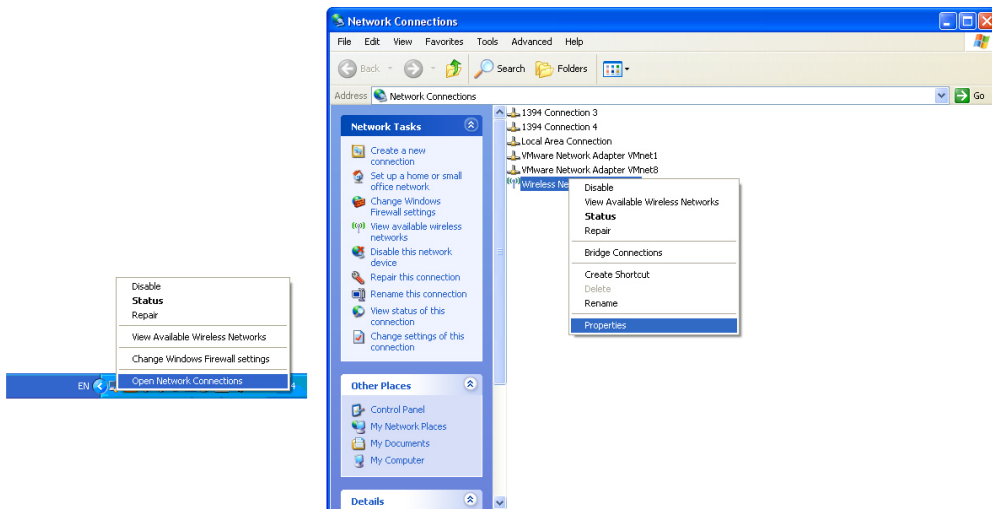 Disable
Status
Repair
View Available Wireless Networks
Change Windows Firewall settings
Open Network Connections
EN
4
Network Connections
File Edit View Favorites Tools Advanced Help
Back Search Folders
Address Network Connections Go
Network Tasks
Create a new
connection
Set up a home or small
office network
Change Windows
Firewall settings
View available wireless
networks
Disable this network
device
Repair this connection
Rename this connection
View status of this
connection
Change settings of this
connection
Other Places
Control Panel
My Network Places
My Documents
My Computer
Details
1394 Connection 3
1394 Connection 4
Local Area Connection
VMware Network Adapter VMnet1
VMware Network Adapter VMnet8
Wireless Ne
Disable
View Available Wireless Networks
Status
Repair
Bridge Connections
Create Shortcut
Delete
Rename
Properties